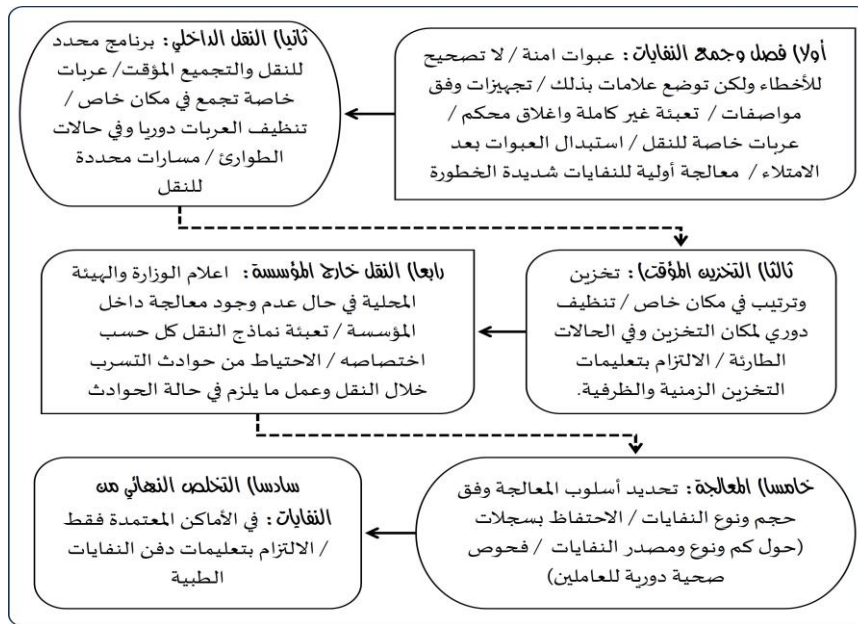 أولا) فصل وجمع النفايات: عبوات امنة / لا تصحيح
للأخطاء ولكن توضع علامات بذلك / تجهيزات وفق
مواصفات / تعبئة غير كاملة واغلاق محكم /
عربات خاصة للنقل / استبدال العبوات بعد
الامتلاء / معالجة أولية للنفايات شديدة الخطورة
ثانيا) النقل الداخلي: برنامج محدد
للنقل والتجميع المؤقت/ عربات
خاصة تجمع في مكان خاص /
تنظيف العربات دوريا وفي حالات
الطوارئ / مسارات محددة
للنقل
ثالثا) التخزين المؤقت): تخزين
وترتيب في مكان خاص / تنظيف
دوري لمكان التخزين وفي الحالات
الطارئة / الالتزام بتعليمات
التخزين الزمنية والظرفية.
رابعا) النقل خارج المؤسسة: اعلام الوزارة والهيئة
المحلية في حال عدم وجود معالجة داخل
المؤسسة / تعبئة نماذج النقل كل حسب
اختصاصه / الاحتياط من حوادث التسرب
خلال النقل وعمل ما يلزم في حالة الحوادث
خامسا) المعالجة: تحديد أسلوب المعالجة وفق
حجم ونوع النفايات / الاحتفاظ بسجلات
(حول كم ونوع ومصدر النفايات / فحوص
صحية دورية للعاملين)
سادسا) التخلص النهائي من
النفايات: في الأماكن المعتمدة فقط
/ الالتزام بتعليمات دفن النفايات
الطبية